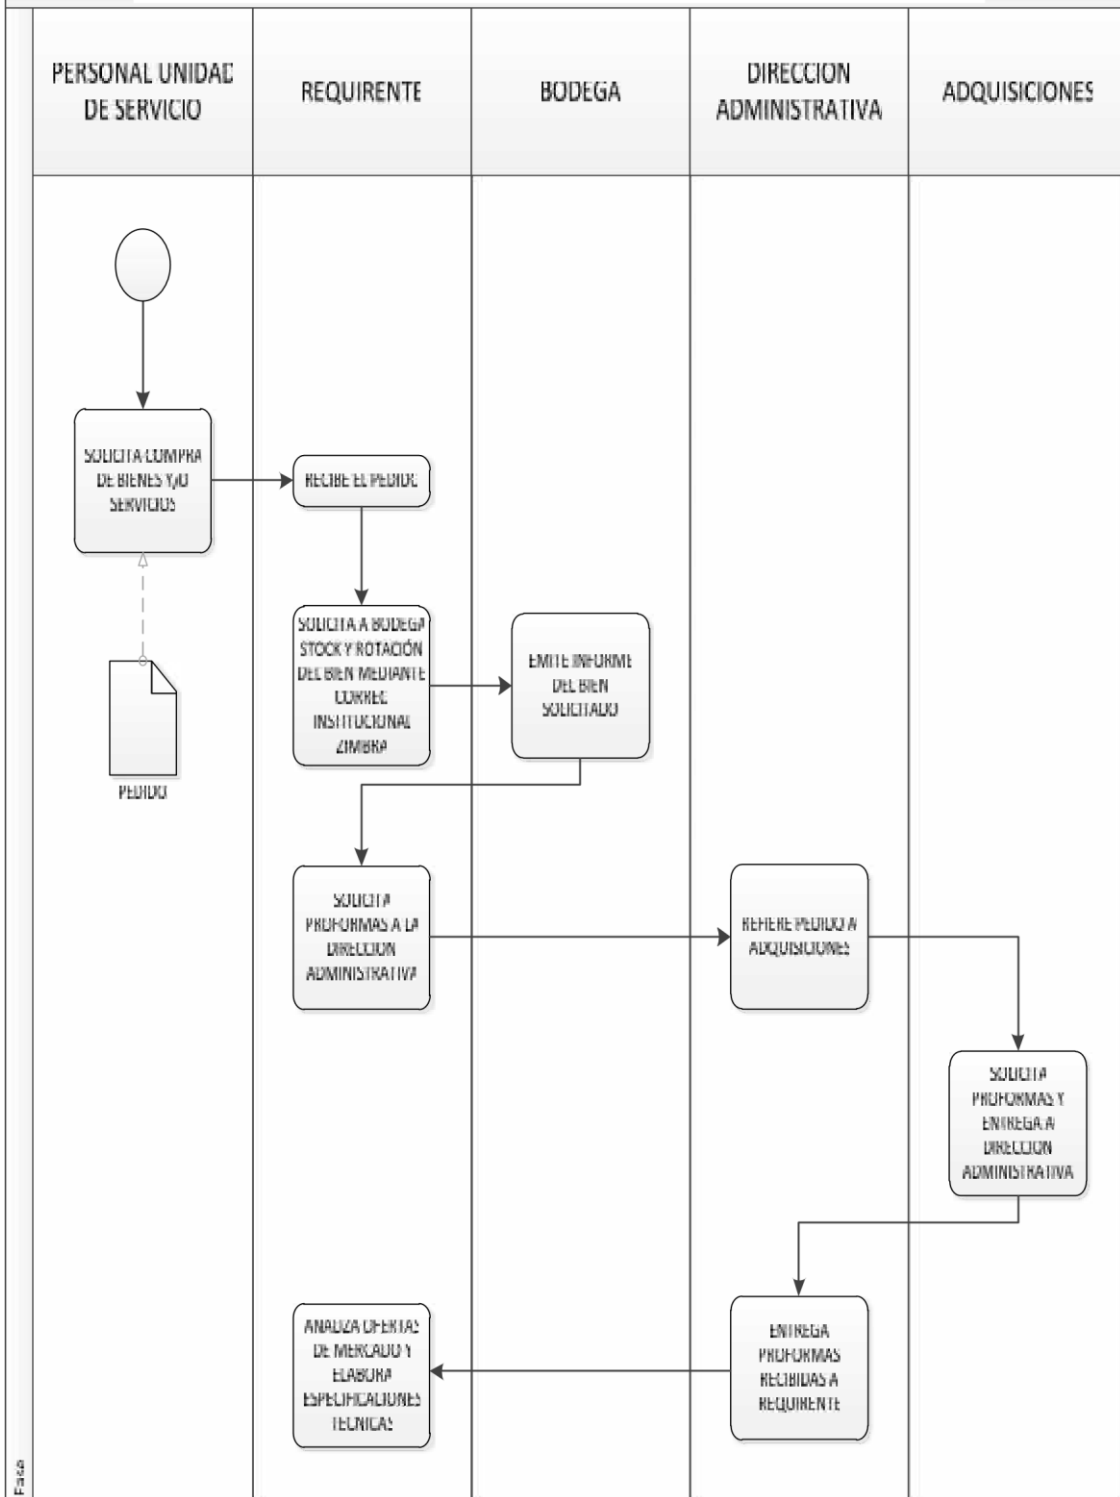 PERSONAL UNIDAD
DE SERVICIO
REQUIRENTE
BODEGA
DIRECCION
ADMINISTRATIVA
ADQUISICIONES
SOLICITA COMPRA
DE BIENES Y/O
SERVICIOS
RECIBE EL PEDIDO
SOLICITA A BODEGA
STOCK Y ROTACIÓN
DEL BIEN MEDIANTE
CORREO
INSTITUCIONAL
ZIMBRA
EMITE INFORME
DEL BIEN
SOLICITADO
PEDIDO
SOLICITA
PROFORMAS A LA
DIRECCION
ADMINISTRATIVA
REFIERE PEDIDO A
ADQUISICIONES
SOLICITA
PROFORMAS Y
ENTREGA A
DIRECCION
ADMINISTRATIVA
ENTREGA
PROFORMAS
RECIBIDAS A
REQUIRENTE
ANALIZA OFERTAS
DE MERCADO Y
ELABORA
ESPECIFICACIONES
TECNICAS
Fase